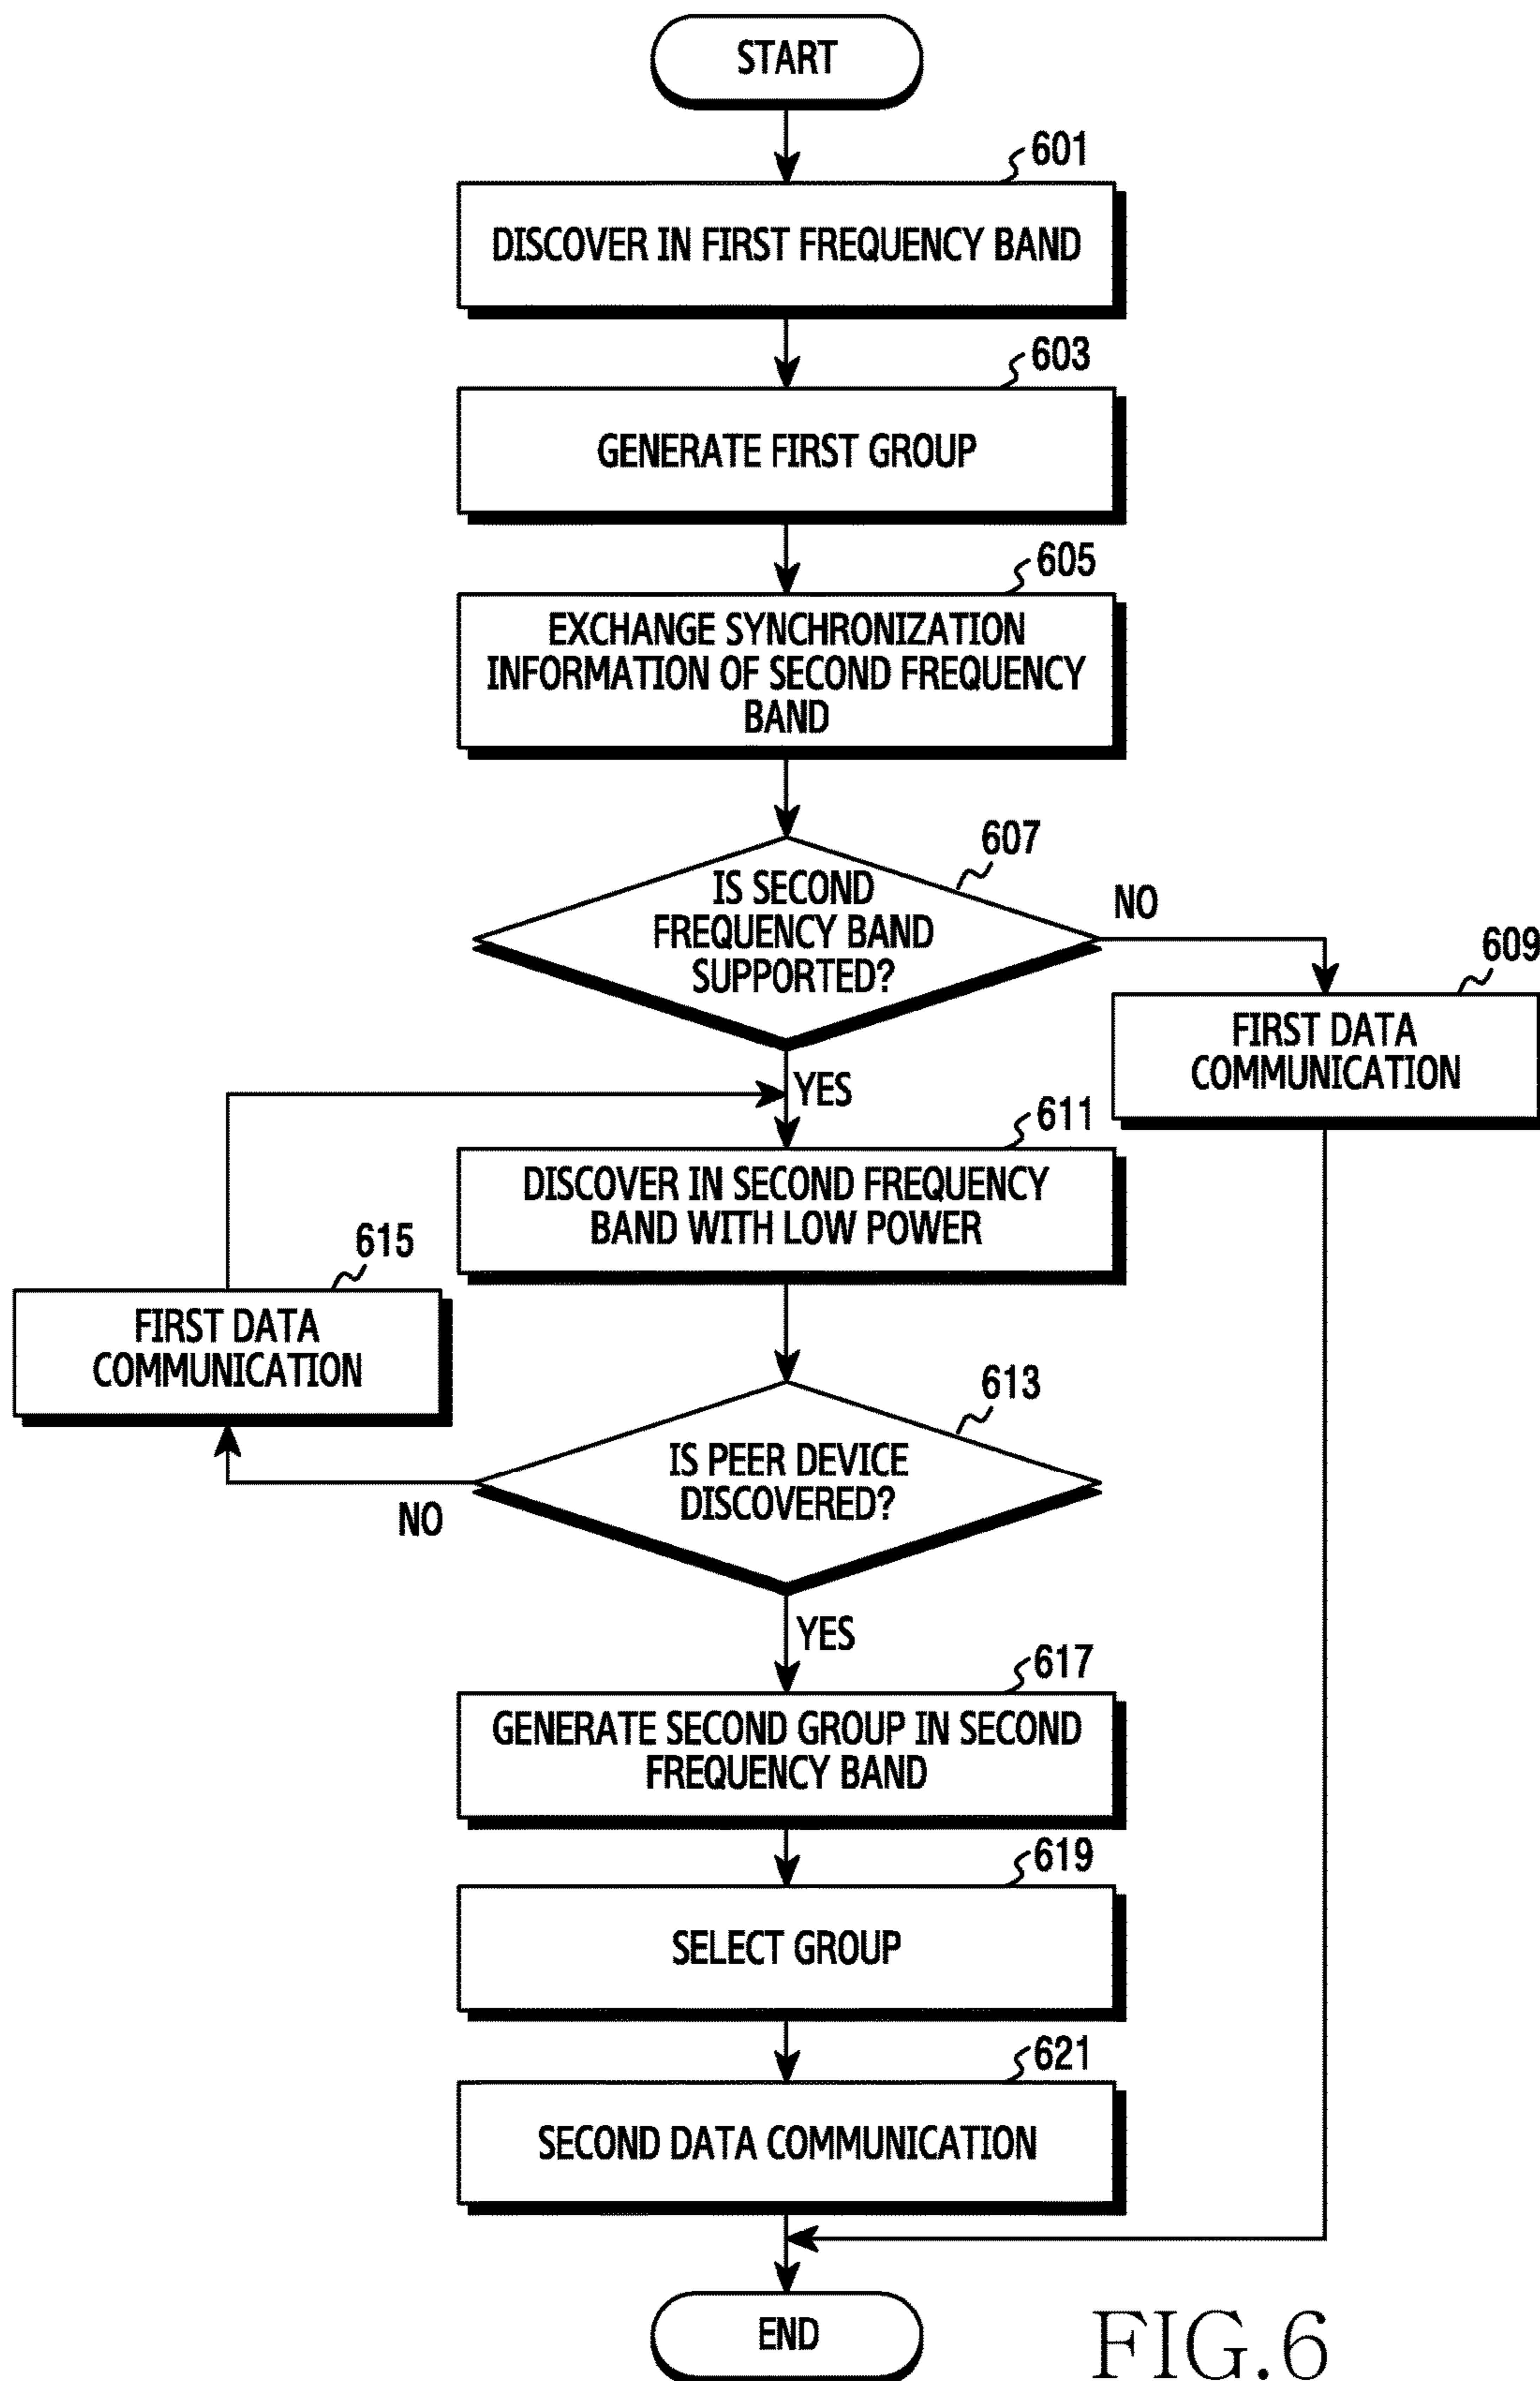 START
601
DISCOVER IN FIRST FREQUENCY BAND
603
GENERATE FIRST GROUP
605
EXCHANGE SYNCHRONIZATION
INFORMATION OF SECOND FREQUENCY
BAND
607
IS SECOND
FREQUENCY BAND
SUPPORTED?
NO
609
FIRST DATA
COMMUNICATION
YES
611
DISCOVER IN SECOND FREQUENCY
BAND WITH LOW POWER
615
FIRST DATA
COMMUNICATION
613
IS PEER DEVICE
DISCOVERED?
NO
YES
617
GENERATE SECOND GROUP IN SECOND
FREQUENCY BAND
619
SELECT GROUP
621
SECOND DATA COMMUNICATION
END
FIG.6